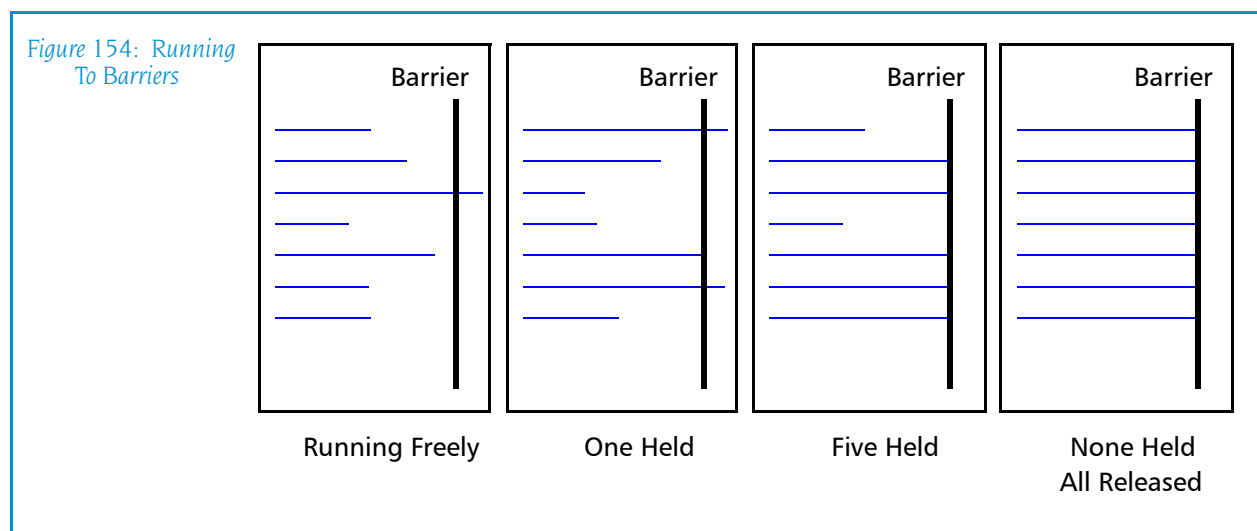 Figure 154: Running
To Barriers
Barrier
Barrier
Barrier
Barrier
Running Freely
One Held
Five Held
None Held
All Released